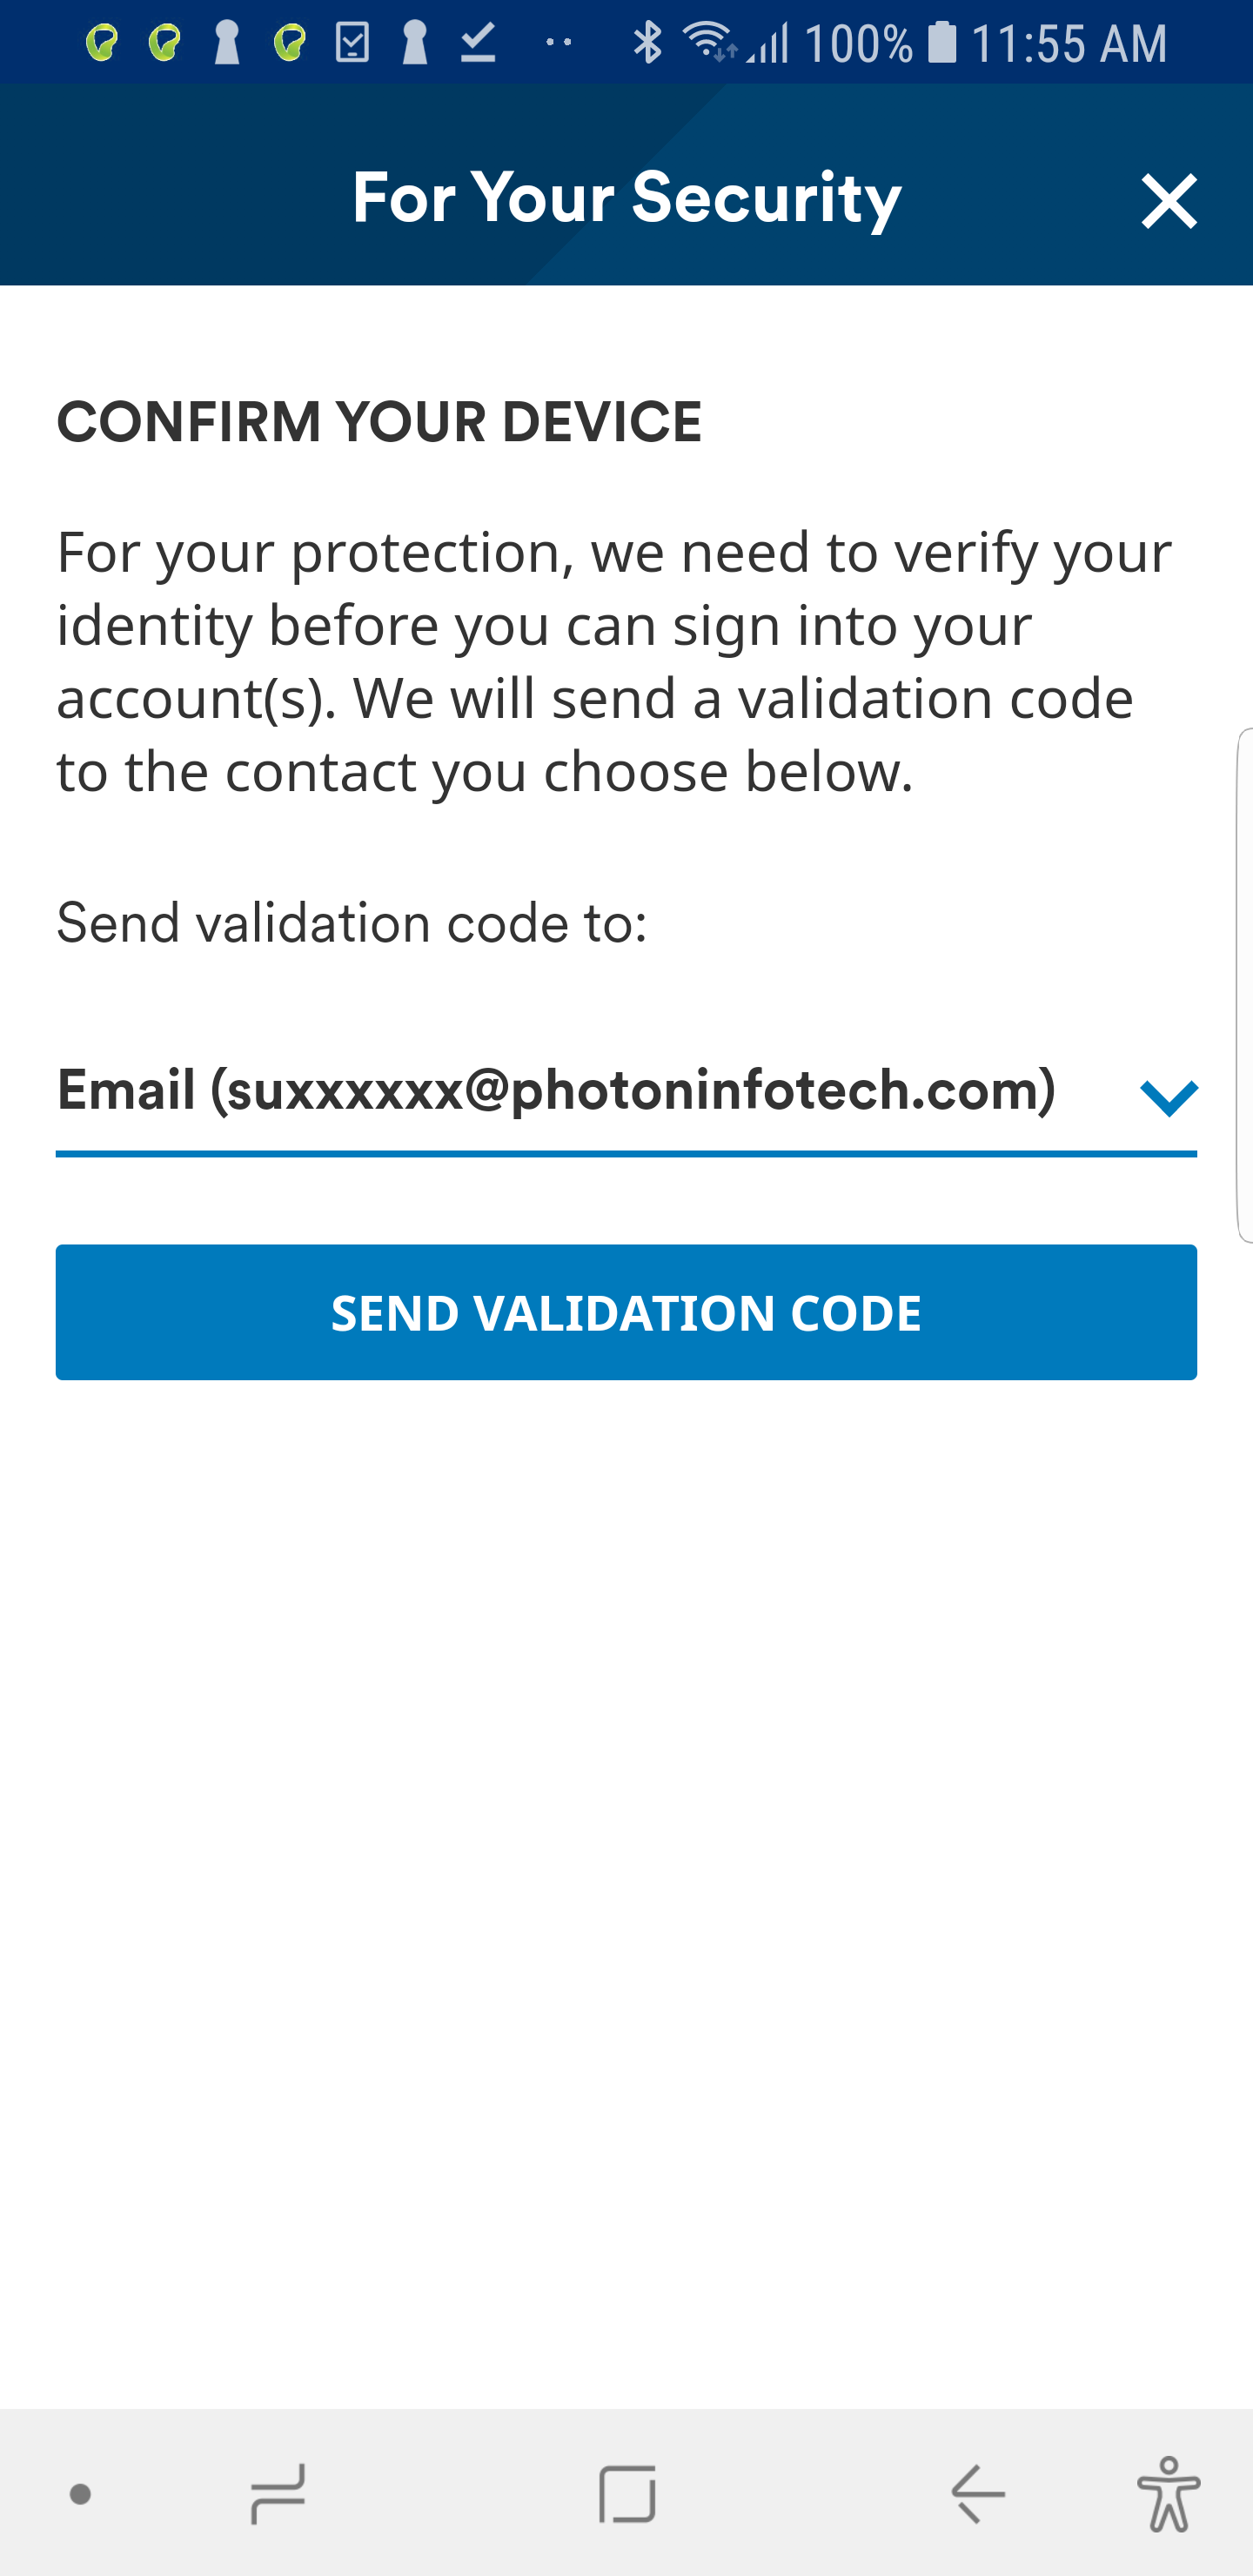 100% 11:55 AM
For Your Security
CONFIRM YOUR DEVICE
For your protection, we need to verify your
identity before you can sign into your
account(s). We will send a validation code
to the contact you choose below.
Send validation code to:
Email (suxxxxxx@photoninfotech.com)
SEND VALIDATION CODE